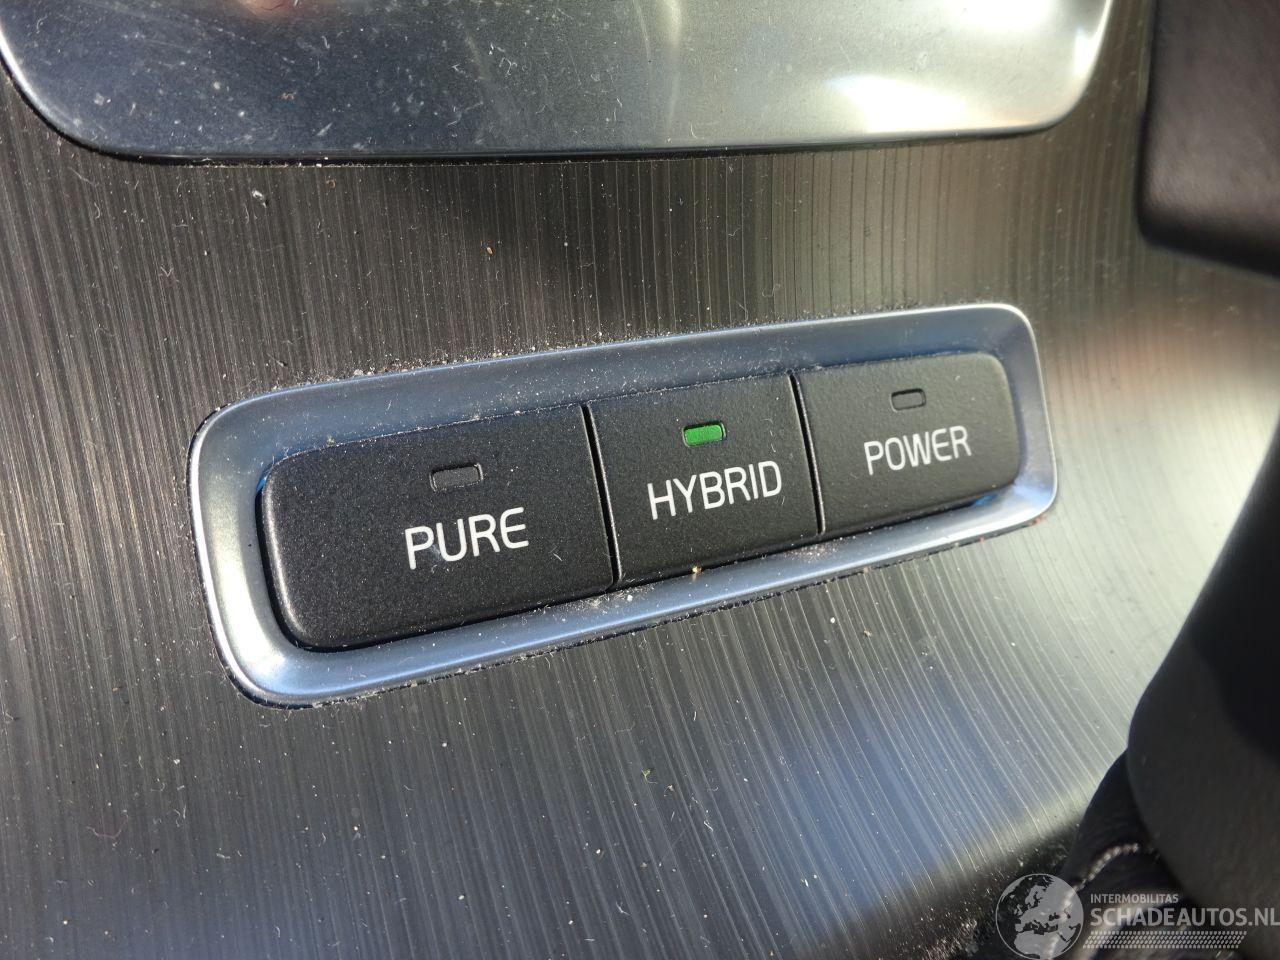 PURE
HYBRID
POWER
INTERMOBILITAS
SCHADEAUTOS.NL